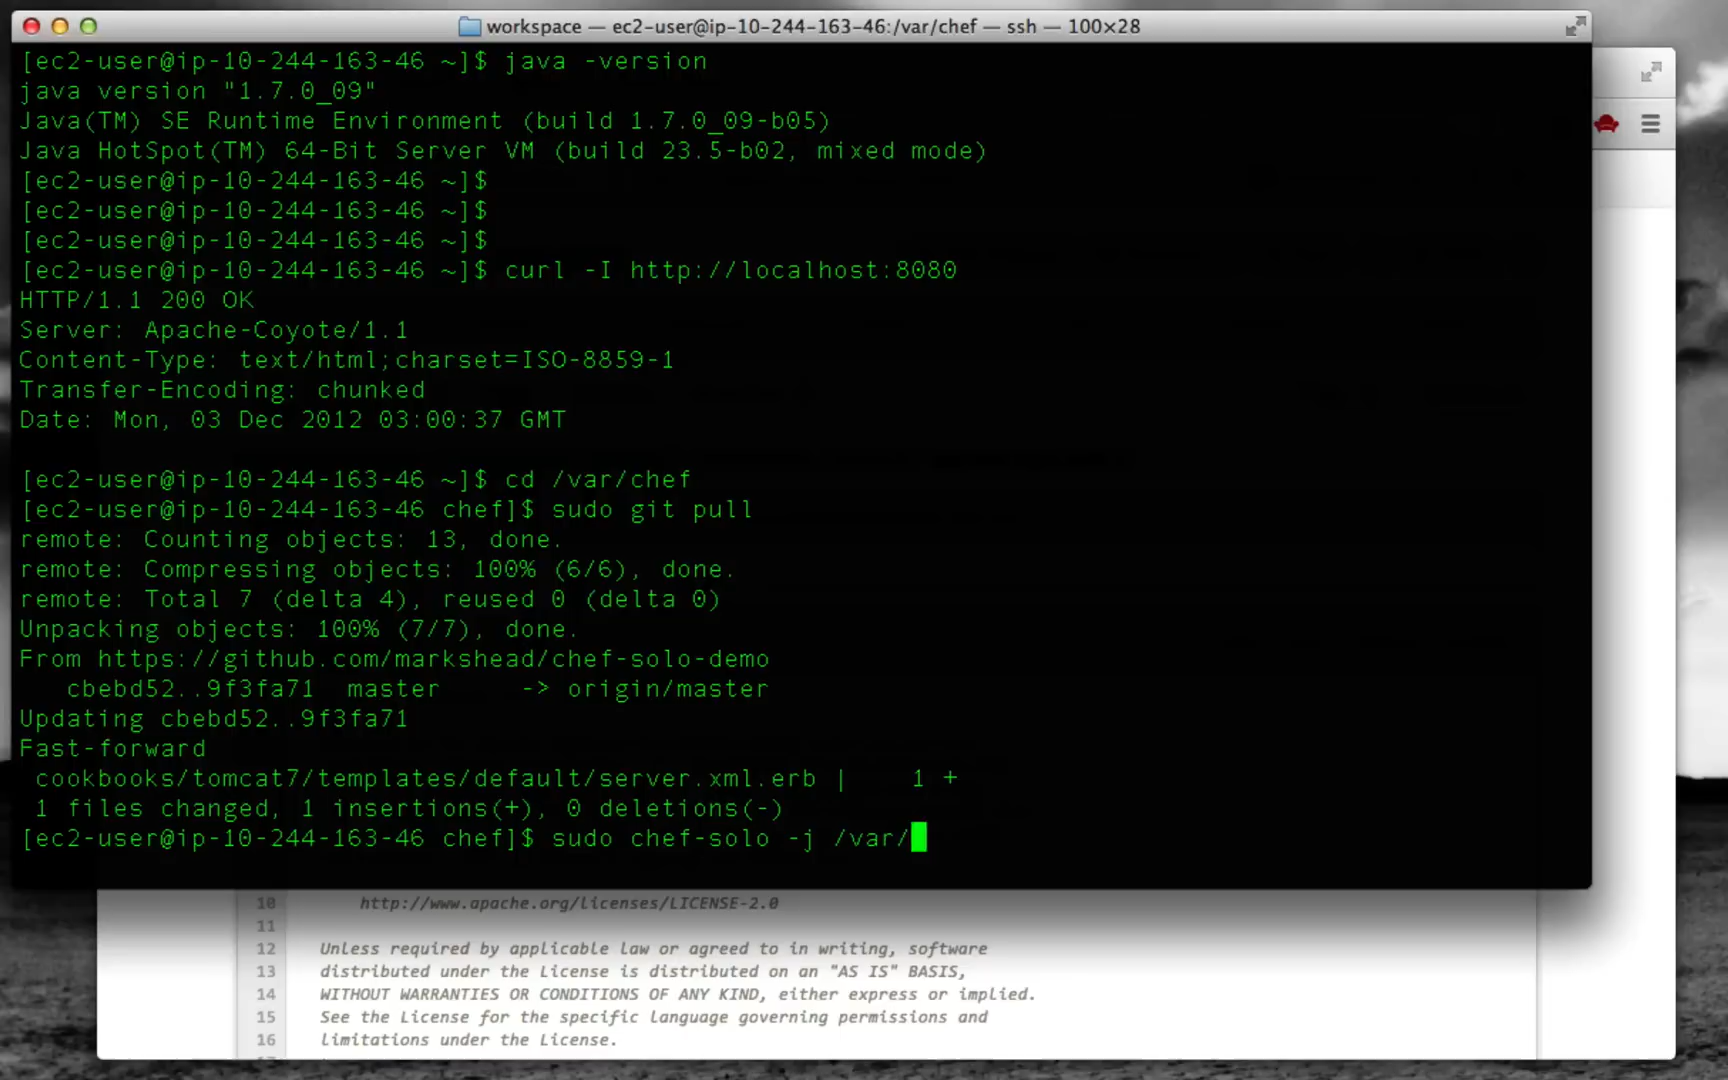 workspace — ec2-user@ip-10-244-163-46:/var/chef — ssh — 100×28
[ec2-user@ip-10-244-163-46 ~]$ java -version
java version "1.7.0_09"
Java(TM) SE Runtime Environment (build 1.7.0_09-b05)
Java HotSpot(TM) 64-Bit Server VM (build 23.5-b02, mixed mode)
[ec2-user@ip-10-244-163-46 ~]$
[ec2-user@ip-10-244-163-46 ~]$
[ec2-user@ip-10-244-163-46 ~]$
[ec2-user@ip-10-244-163-46 ~]$ curl -I http://localhost:8080
HTTP/1.1 200 OK
Server: Apache-Coyote/1.1
Content-Type: text/html;charset=ISO-8859-1
Transfer-Encoding: chunked
Date: Mon, 03 Dec 2012 03:00:37 GMT
[ec2-user@ip-10-244-163-46 ~]$ cd /var/chef
[ec2-user@ip-10-244-163-46 chef]$ sudo git pull
remote: Counting objects: 13, done.
remote: Compressing objects: 100% (6/6), done.
remote: Total 7 (delta 4), reused 0 (delta 0)
Unpacking objects: 100% (7/7), done.
From https://github.com/markshead/chef-solo-demo
   cbebd52..9f3fa71  master     -> origin/master
Updating cbebd52..9f3fa71
Fast-forward
 cookbooks/tomcat7/templates/default/server.xml.erb |    1 +
 1 files changed, 1 insertions(+), 0 deletions(-)
[ec2-user@ip-10-244-163-46 chef]$ sudo chef-solo -j /var/
10 http://www.apache.org/licenses/LICENSE-2.0
11
12 Unless required by applicable law or agreed to in writing, software
13 distributed under the License is distributed on an "AS IS" BASIS,
14 WITHOUT WARRANTIES OR CONDITIONS OF ANY KIND, either express or implied.
15 See the License for the specific language governing permissions and
16 limitations under the License.